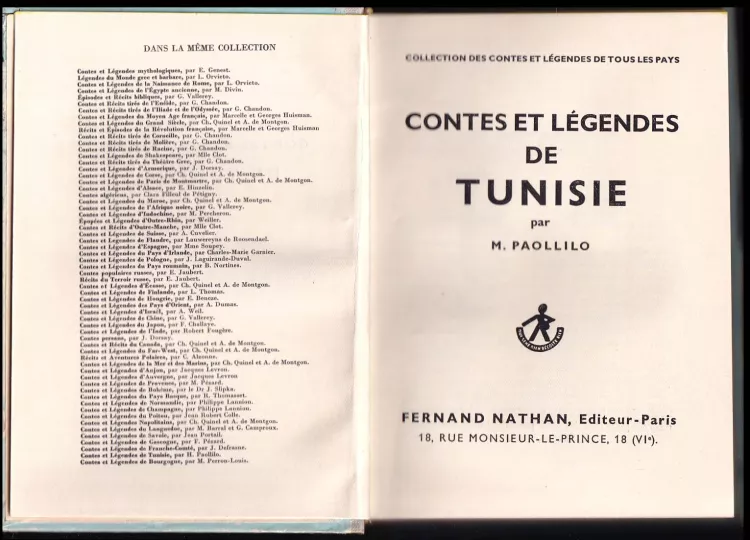 DANS LA MÊME COLLECTION
Contes et Légendes mythologiques, par E. Genest.
Légendes du Monde grec et barbare, par L. Orvieto.
Contes et Légendes de la Naissance de Rome, par L. Orvieto.
Contes et Légendes de l'Égypte ancienne, par M. Divin.
Épisodes et Récits bibliques, par G. Vallerey.
Contes et Récits tirés de l'Enéide, par G. Chandon.
Contes et Récits tirés de l'Iliade et de l'Odyssée, par G. Chandon.
Contes et Légendes du Moyen Age français, par Marcelle et Georges Huisman.
Contes et Légendes du Grand Siècle, par Ch. Quinel et A. de Montgon.
Récits et Épisodes de la Révolution française, par Marcelle et Georges Huisman
Contes et Récits tirés de Corneille, par G. Chandon.
Contes et Récits tirés de Molière, par G. Chandon.
Contes et Récits tirés de Racine, par G. Chandon.
Contes et Légendes de Shakespeare, par Mlle Clot.
Contes et Récits tirés du Théâtre Grec, par G. Chandon.
Contes et Légendes d'Armorique, par J. Dorsay.
Contes et Légendes de Corse, par Ch. Quinel et A. de Montgon.
Contes et Légendes de Paris et de Montmartre, par Ch. Quinel et A. de Montgon.
Contes et Légendes d'Alsace, par E. Hinzelin.
Contes algériens, par Clara Filleul de Pétigny.
Contes et Légendes du Maroc, par Ch. Quinel et A. de Montgon.
Contes et Légendes de l'Afrique noire, par G. Vallerey.
Contes et Légendes d'Indochine, par M. Percheron.
Épopées et Légendes d'Outre-Rhin, par Weiller.
Contes et Récits d'Outre-Manche, par Mlle Clot.
Contes et Légendes de Suisse, par A. Cuvelier.
Contes et Légendes de Flandre, par Lauwereyns de Roosendael.
Contes et Légendes d'Espagne, par Mme Soupey.
Contes et Légendes du Pays d'Irlande, par Charles-Marie Garnier.
Contes et Légendes de Pologne, par J. Laguirande-Duval.
Contes et Légendes du Pays roumain, par B. Nortines.
Contes populaires russes, par E. Jaubert.
Récits du Terroir russe, par E. Jaubert.
Contes et Légendes d'Écosse, par Ch. Quinel et A. de Montgon.
Contes et Légendes de Finlande, par L. Thomas.
Contes et Légendes de Hongrie, par E. Bencze.
Contes et Légendes des Pays d'Orient, par A. Dumas.
Contes et Légendes d'Israël, par A. Weil.
Contes et Légendes de Chine, par G. Vallerey.
Contes et Légendes du Japon, par F. Challaye.
Contes et Légendes de l'Inde, par Robert Fougère.
Contes persans, par J. Dorsay.
Contes et Récits du Canada, par Ch. Quinel et A. de Montgon.
Contes et Légendes du Far-West, par Ch. Quinel et A. de Montgon.
Récits et Aventures Polaires, par G. Alzonne.
Contes et Légendes de la Mer et des Marins, par Ch. Quinel et A. de Montgon.
Contes et Légendes d'Anjou, par Jacques Levron.
Contes et Légendes d'Auvergne, par Jacques Levron
Contes et Légendes de Provence, par M. Pézard.
Contes et Légendes de Bohême, par le Dr J. Slipka.
Contes et Légendes du Pays Basque, par R. Thomasset.
Contes et Légendes de Normandie, par Philippe Lannion.
Contes et Légendes de Champagne, par Philippe Lannion.
Contes et Légendes du Poitou, par Jean Robert Colle.
Contes et Légendes Napolitains, par Ch. Quinel et A. de Montgon.
Contes et Légendes du Languedoc, par M. Barral et G. Camproux.
Contes et Légendes de Savoie, par Jean Portail.
Contes et Légendes de Gascogne, par F. Pézard.
Contes et Légendes de Franche-Comté, par J. Defrasne.
Contes et Légendes de Tunisie, par H. Paollilo.
Contes et Légendes de Bourgogne, par M. Perron-Louis.
COLLECTION DES CONTES ET LÉGENDES DE TOUS LES PAYS
CONTES ET LÉGENDES
DE
TUNISIE
par
M. PAOLLILO
FERNAND NATHAN, Editeur-Paris
18, RUE MONSIEUR-LE-PRINCE, 18 (VIe).